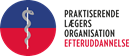 PRAKTISERENDE
LÆGERS
ORGANISATION
EFTERUDDANNELSE